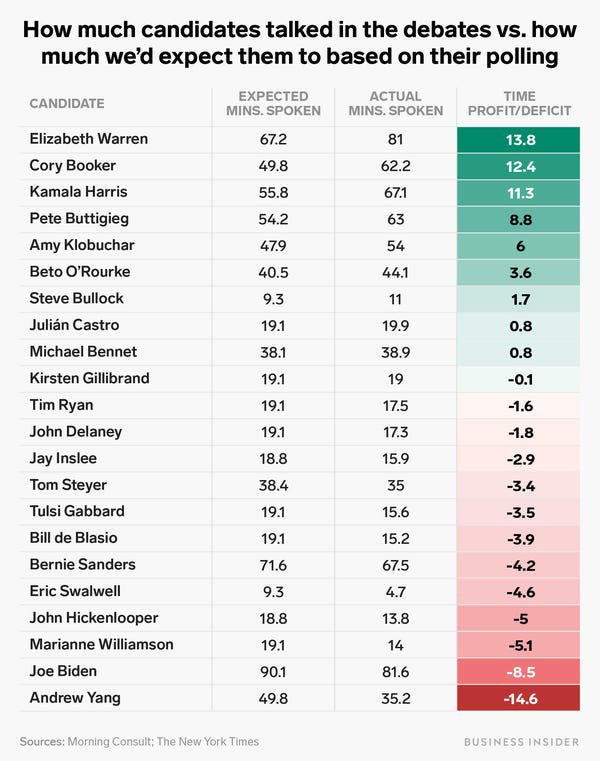 How much candidates talked in the debates vs. how
much we'd expect them to based on their polling
CANDIDATE EXPECTED MINS. SPOKEN ACTUAL MINS. SPOKEN TIME PROFIT/DEFICIT
Elizabeth Warren 67.2 81 13.8
Cory Booker 49.8 62.2 12.4
Kamala Harris 55.8 67.1 11.3
Pete Buttigieg 54.2 63 8.8
Amy Klobuchar 47.9 54 6
Beto O'Rourke 40.5 44.1 3.6
Steve Bullock 9.3 11 1.7
Julián Castro 19.1 19.9 0.8
Michael Bennet 38.1 38.9 0.8
Kirsten Gillibrand 19.1 19 -0.1
Tim Ryan 19.1 17.5 -1.6
John Delaney 19.1 17.3 -1.8
Jay Inslee 18.8 15.9 -2.9
Tom Steyer 38.4 35 -3.4
Tulsi Gabbard 19.1 15.6 -3.5
Bill de Blasio 19.1 15.2 -3.9
Bernie Sanders 71.6 67.5 -4.2
Eric Swalwell 9.3 4.7 -4.6
John Hickenlooper 18.8 13.8 -5
Marianne Williamson 19.1 14 -5.1
Joe Biden 90.1 81.6 -8.5
Andrew Yang 49.8 35.2 -14.6
Sources: Morning Consult; The New York Times BUSINESS INSIDER